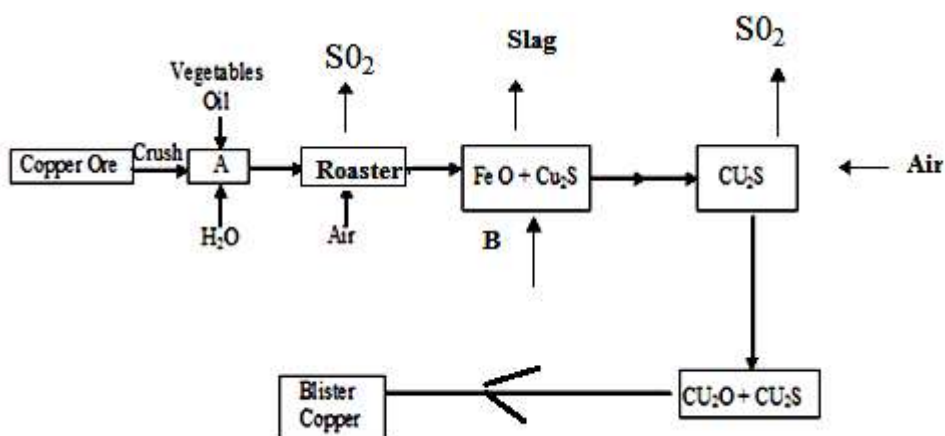 Slag
S0₂
S0₂
Vegetables
Oil
Copper Ore
Crush
A
Roaster
Fe O + Cu₂S
CU₂S
Air
H₂O
Air
B
Blister
Copper
CU₂O + CU₂S